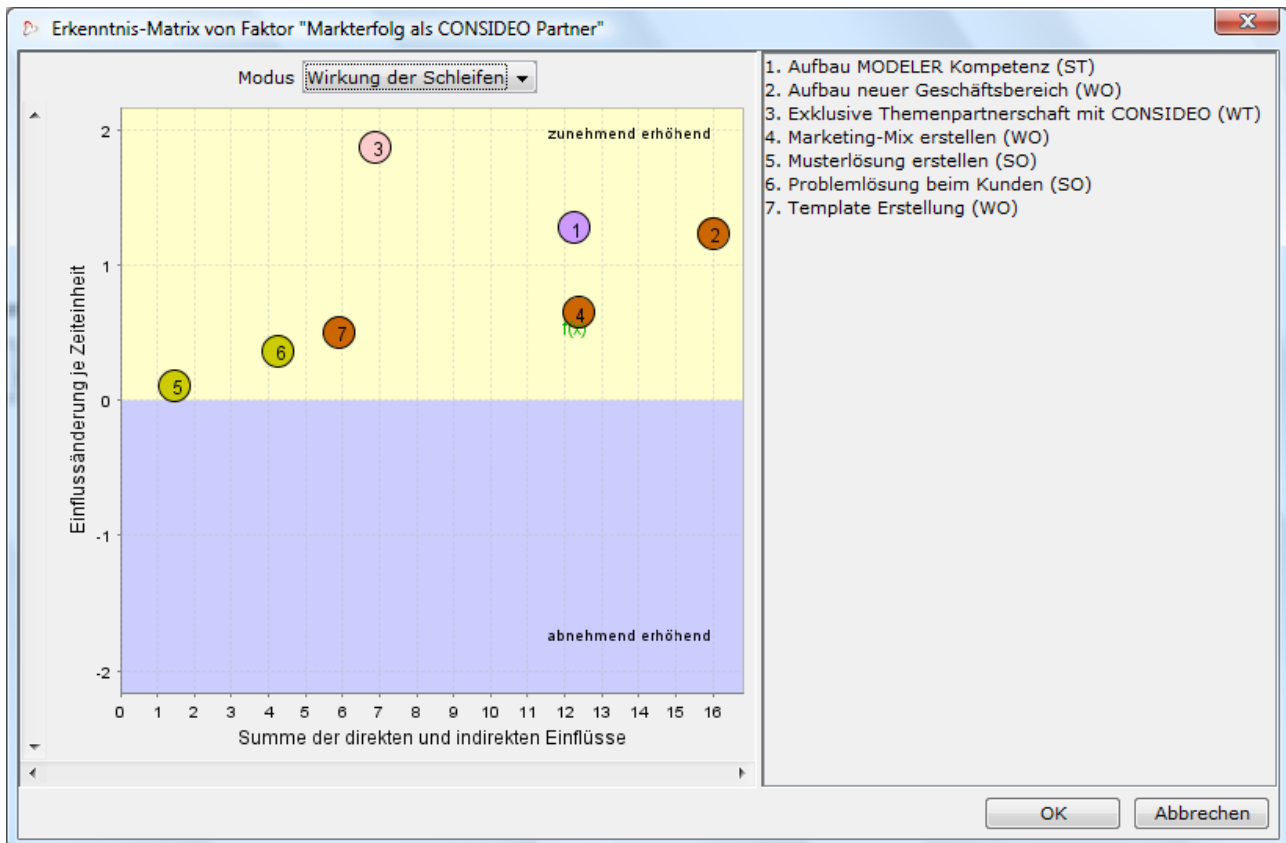 Erkenntnis-Matrix von Faktor "Markterfolg als CONSIDEO Partner"
Modus Wirkung der Schleifen
Einflussänderung je Zeiteinheit
2
1
0
-1
-2
zunehmend erhöhend
3
1
2
4
f(x)
7
6
5
abnehmend erhöhend
0 1 2 3 4 5 6 7 8 9 10 11 12 13 14 15 16
Summe der direkten und indirekten Einflüsse
1. Aufbau MODELER Kompetenz (ST)
2. Aufbau neuer Geschäftsbereich (WO)
3. Exklusive Themenpartnerschaft mit CONSIDEO (WT)
4. Marketing-Mix erstellen (WO)
5. Musterlösung erstellen (SO)
6. Problemlösung beim Kunden (SO)
7. Template Erstellung (WO)
OK Abbrechen